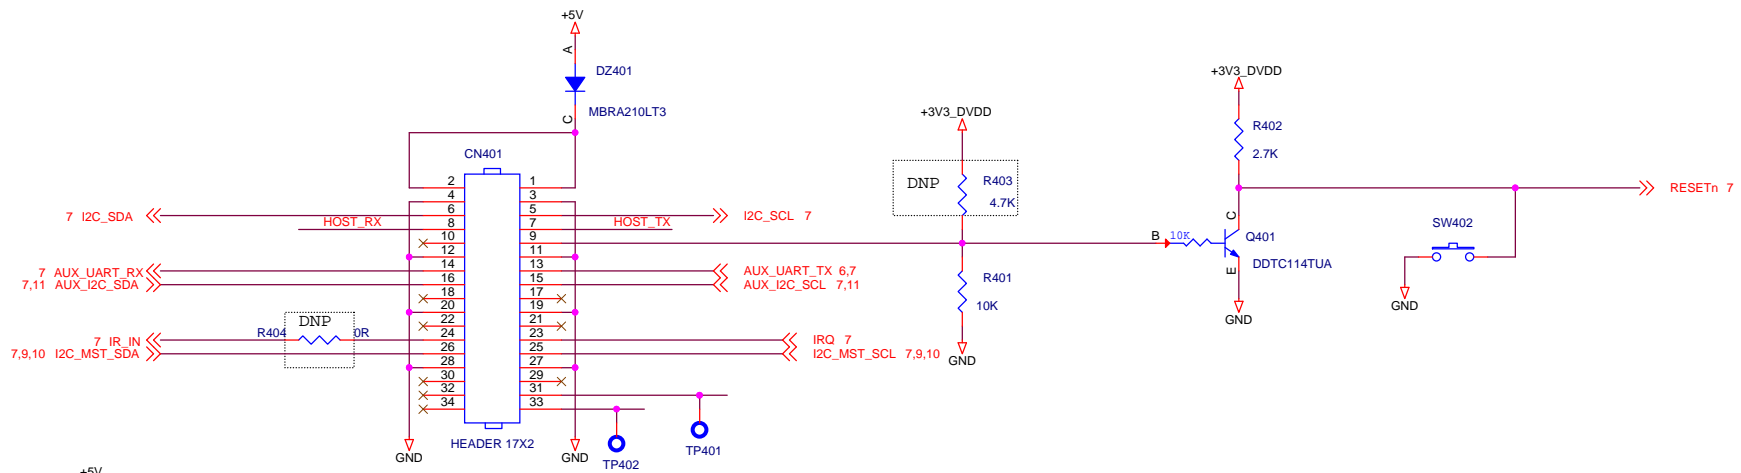 +5V
A
DZ401
MBRA210LT3
C
CN401
2 1
4 3
6 5
8 7
10 9
12 11
14 13
16 15
18 17
20 19
22 21
24 23
26 25
28 27
30 29
32 31
34 33
HEADER 17X2
7 I2C_SDA
HOST_RX
HOST_TX
I2C_SCL 7
7 AUX_UART_RX
7,11 AUX_I2C_SDA
AUX_UART_TX 6,7
AUX_I2C_SCL 7,11
DNP
R404 0R
7 IR_IN
7,9,10 I2C_MST_SDA
IRQ 7
I2C_MST_SCL 7,9,10
GND
GND
TP402
TP401
+3V3_DVDD
DNP
R403
4.7K
R401
10K
GND
+3V3_DVDD
R402
2.7K
B
10K
C
Q401
DDTC114TUA
E
GND
RESETn 7
SW402
GND
+5V